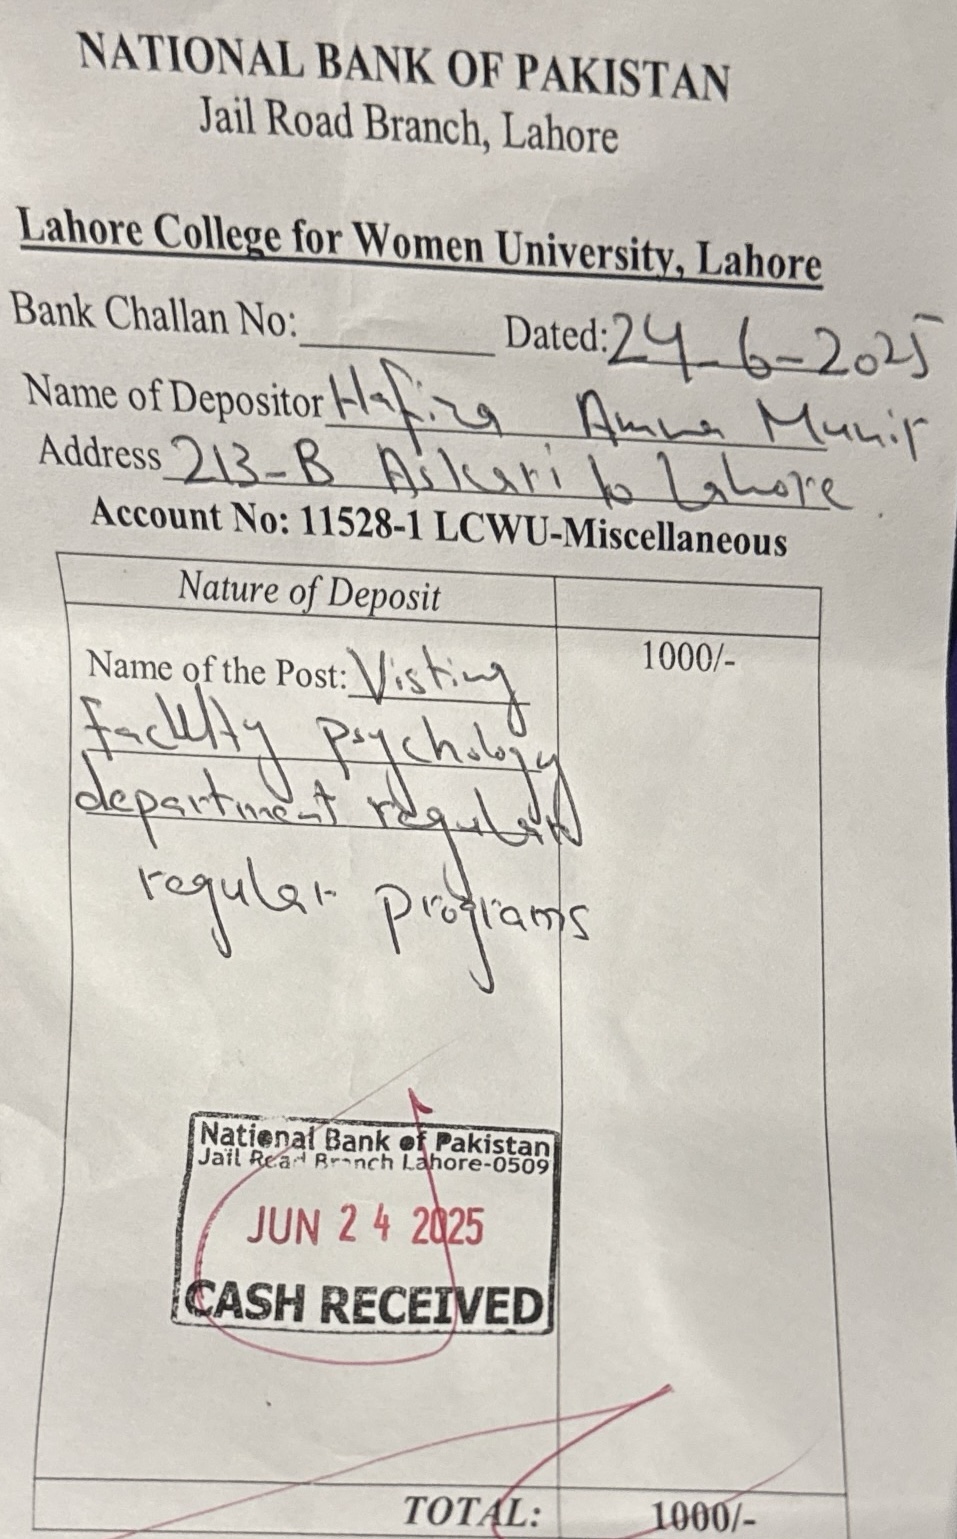 NATIONAL BANK OF PAKISTAN
Jail Road Branch, Lahore
Lahore College for Women University, Lahore
Bank Challan No: Dated: 24-6-2025
Name of Depositor Hafiza Amna Munir
Address 213-B Askari Lahore.
Account No: 11528-1 LCWU-Miscellaneous
Nature of Deposit
Name of the Post: Visting 1000/-
Faculty psychology
department regular
regular programs
National Bank of Pakistan
Jail Road Branch Lahore-0509
JUN 24 2025
CASH RECEIVED
TOTAL: 1000/-